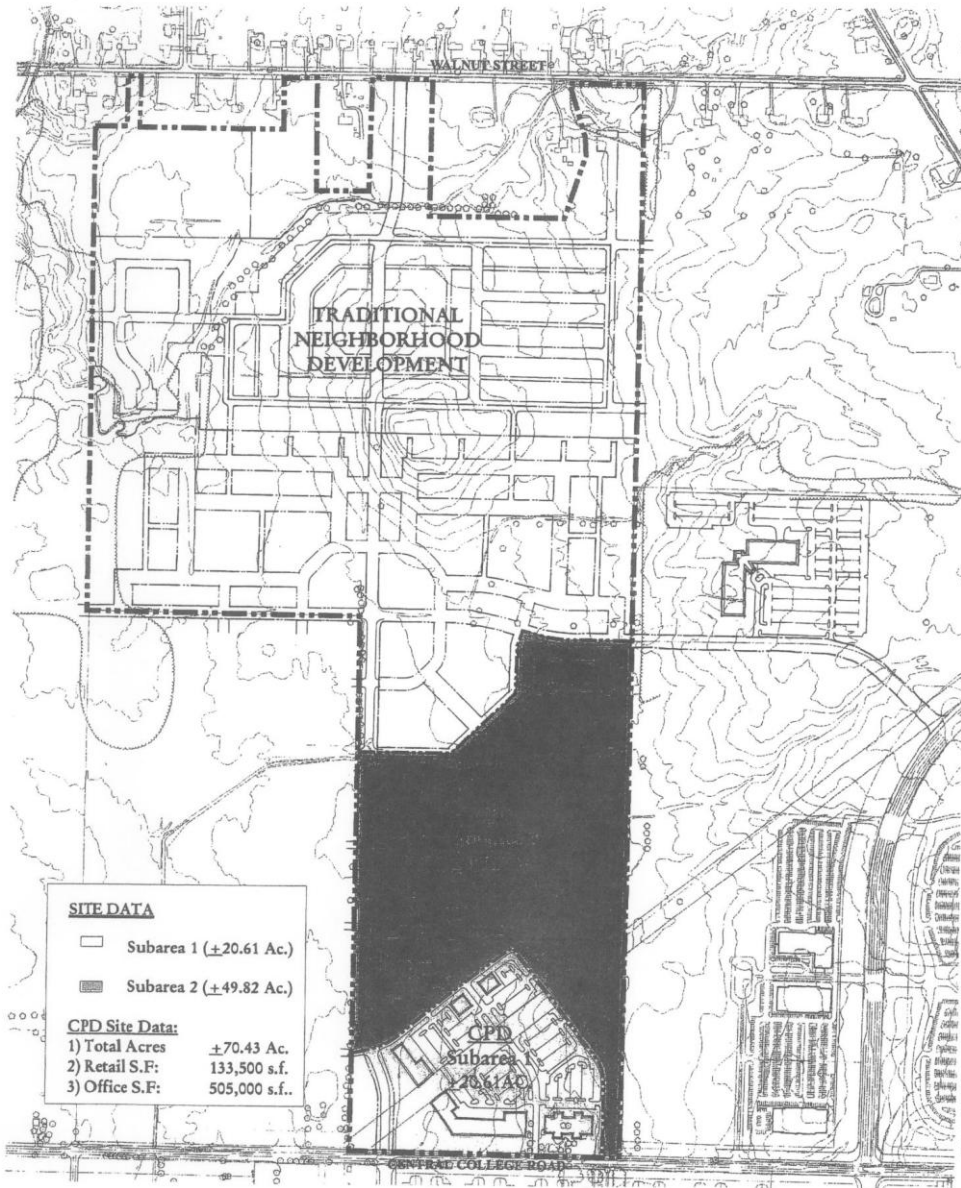 WALNUT STREET
TRADITIONAL
NEIGHBORHOOD
DEVELOPMENT
SITE DATA
Subarea 1 (±20.61 Ac.)
Subarea 2 (±49.82 Ac.)
CPD Site Data:
1) Total Acres ±70.43 Ac.
2) Retail S.F: 133,500 s.f.
3) Office S.F: 505,000 s.f..
CPD
Subarea 1
±20.61AC.
CENTRAL COLLEGE ROAD